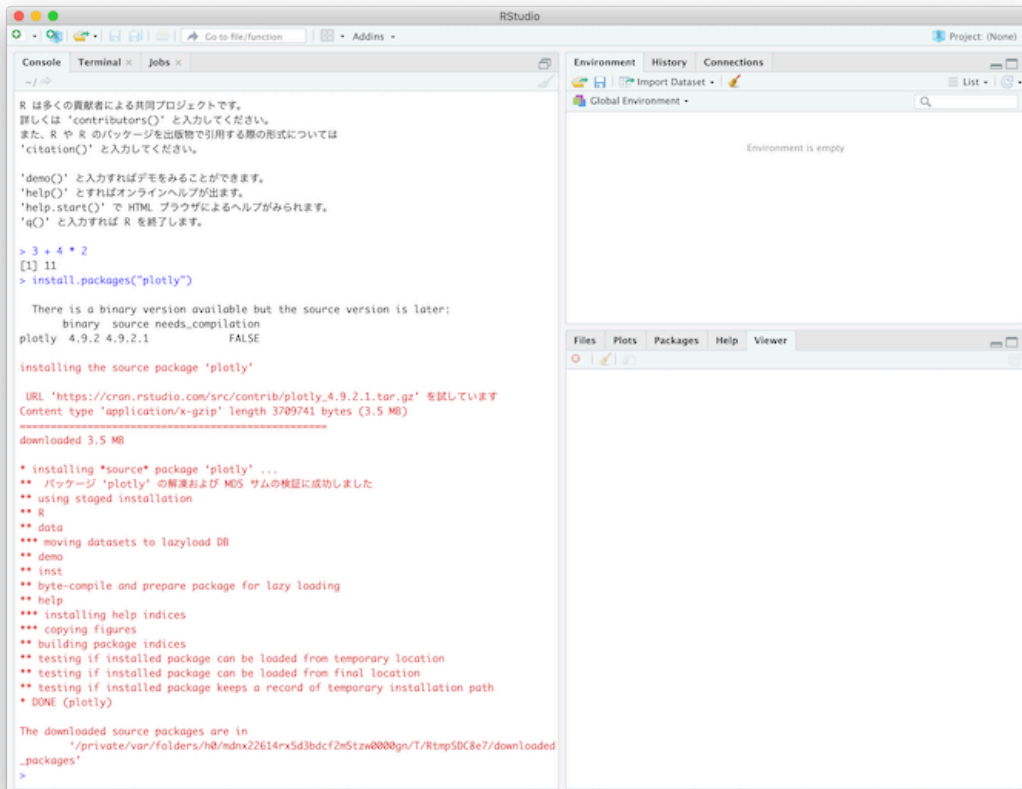 RStudio
Go to file/function
Addins
Project: (None)
Console Terminal Jobs
~/
R は多くの貢献者による共同プロジェクトです。
詳しくは 'contributors()' と入力してください。
また、R や R のパッケージを出版物で引用する際の形式については
'citation()' と入力してください。
'demo()' と入力すればデモをみることができます。
'help()' とすればオンラインヘルプが出ます。
'help.start()' で HTML ブラウザによるヘルプがみられます。
'q()' と入力すれば R を終了します。
> 3 + 4 * 2
[1] 11
> install.packages("plotly")
There is a binary version available but the source version is later:
binary source needs_compilation
plotly 4.9.2 4.9.2.1 FALSE
installing the source package 'plotly'
URL 'https://cran.rstudio.com/src/contrib/plotly_4.9.2.1.tar.gz' を試しています
Content type 'application/x-gzip' length 3709741 bytes (3.5 MB)
==================================================
downloaded 3.5 MB
* installing *source* package 'plotly' ...
** パッケージ 'plotly' の解凍および MD5 サムの検証に成功しました
** using staged installation
** R
** data
*** moving datasets to lazyload DB
** demo
** inst
** byte-compile and prepare package for lazy loading
** help
*** installing help indices
*** copying figures
** building package indices
** testing if installed package can be loaded from temporary location
** testing if installed package can be loaded from final location
** testing if installed package keeps a record of temporary installation path
* DONE (plotly)
The downloaded source packages are in
'/private/var/folders/h0/mdnx22614rx5d3bdcf2m5tzw0000gn/T/RtmpSDC8e7/downloaded
_packages'
>
Environment History Connections
Import Dataset
List
Global Environment
Environment is empty
Files Plots Packages Help Viewer